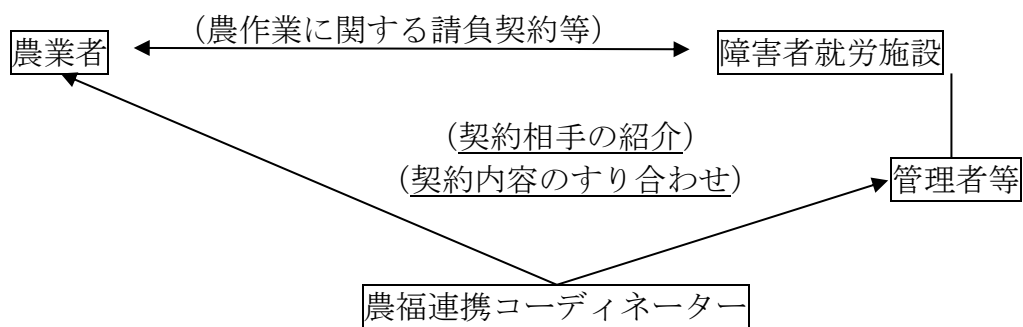 （農作業に関する請負契約等）
農業者
障害者就労施設
（契約相手の紹介）
（契約内容のすり合わせ）
管理者等
農福連携コーディネーター